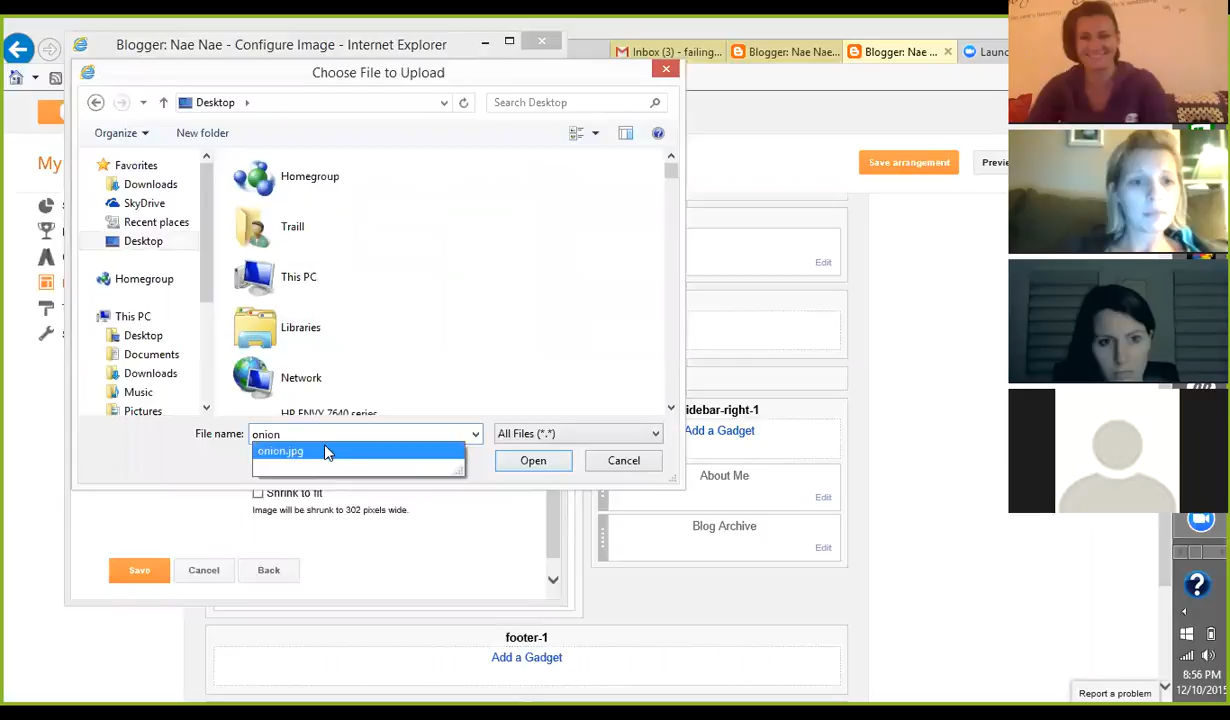 Blogger: Nae Nae - Configure Image - Internet Explorer
Inbox (3) - failing...
Blogger: Nae Nae...
Blogger: Nae ...
Launc
Choose File to Upload
Desktop
Search Desktop
Organize
New folder
My
Save arrangement
Previe
Favorites
Downloads
SkyDrive
Recent places
Desktop
Homegroup
This PC
Desktop
Documents
Downloads
Music
Pictures
Homegroup
Traill
This PC
Libraries
Network
HP ENVY 7640 series
Edit
File name:
onion
All Files (*.*)
onion.jpg
Open
Cancel
idebar-right-1
Add a Gadget
About Me
Edit
Blog Archive
Edit
Shrink to fit
Image will be shrunk to 302 pixels wide.
Save
Cancel
Back
footer-1
Add a Gadget
Report a problem
8:56 PM
12/10/2015